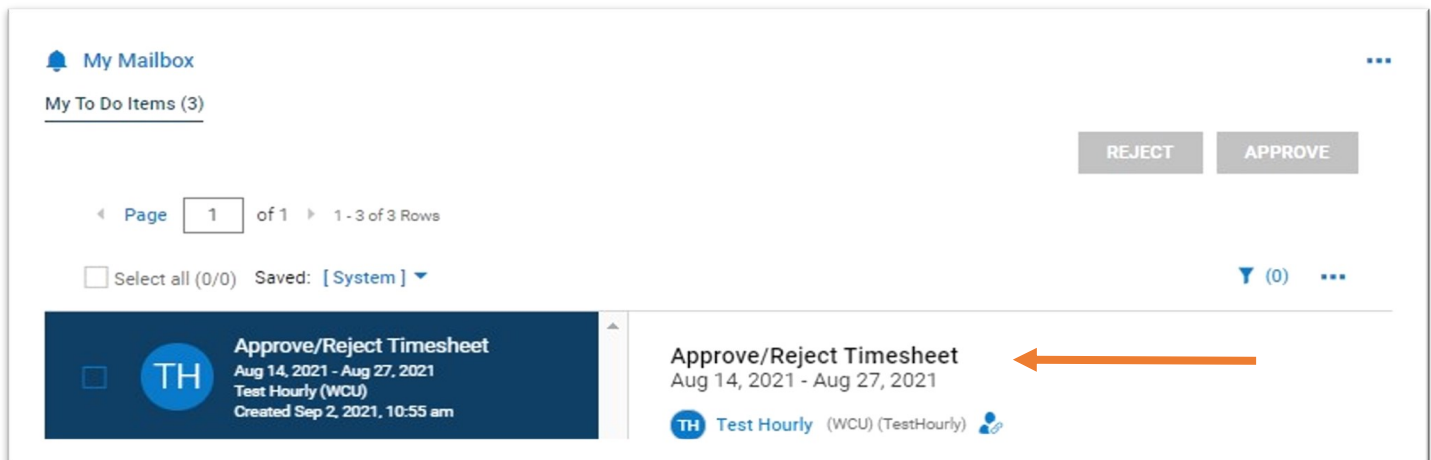 My Mailbox
My To Do Items (3)
REJECT APPROVE
Page 1 of 1 1 - 3 of 3 Rows
Select all (0/0) Saved: [ System ] (0)
TH
Approve/Reject Timesheet
Aug 14, 2021 - Aug 27, 2021
Test Hourly (WCU)
Created Sep 2, 2021, 10:55 am
Approve/Reject Timesheet
Aug 14, 2021 - Aug 27, 2021
TH Test Hourly (WCU) (TestHourly)